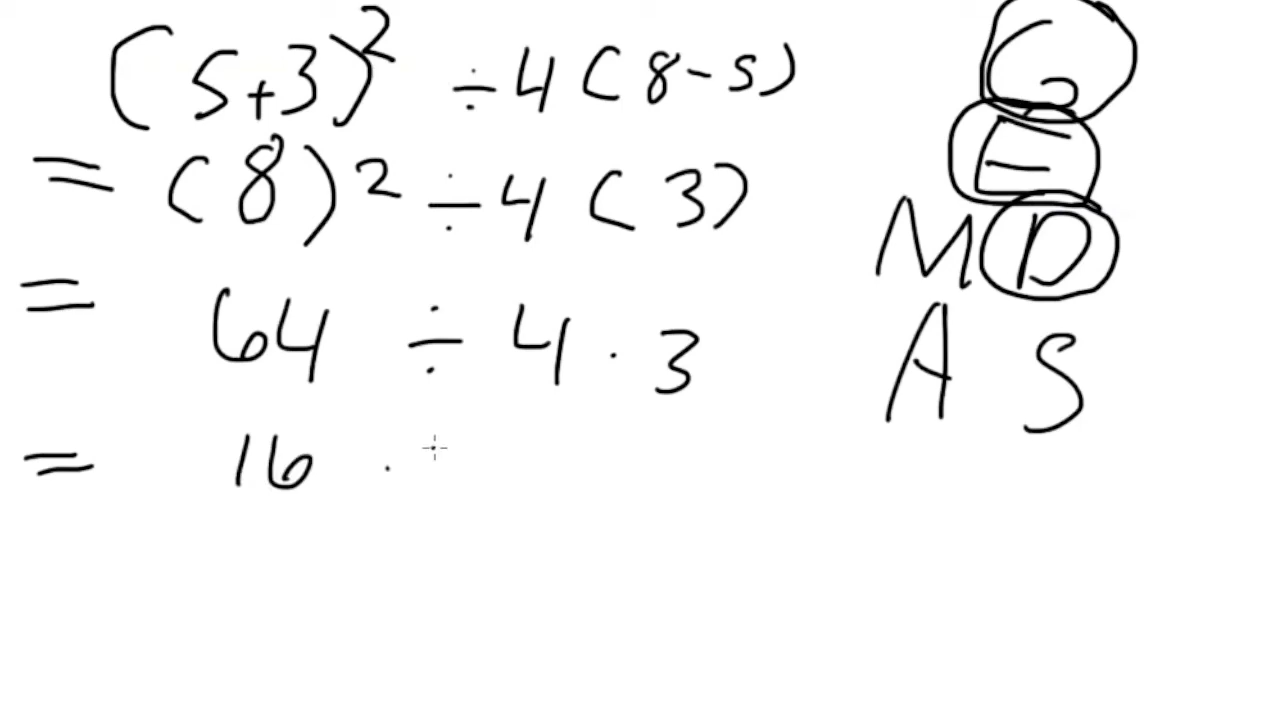 (5+3)² ÷4(8-5)
= (8)² ÷4(3)
= 64 ÷ 4 · 3
= 16 ·
G
E
M D
A S